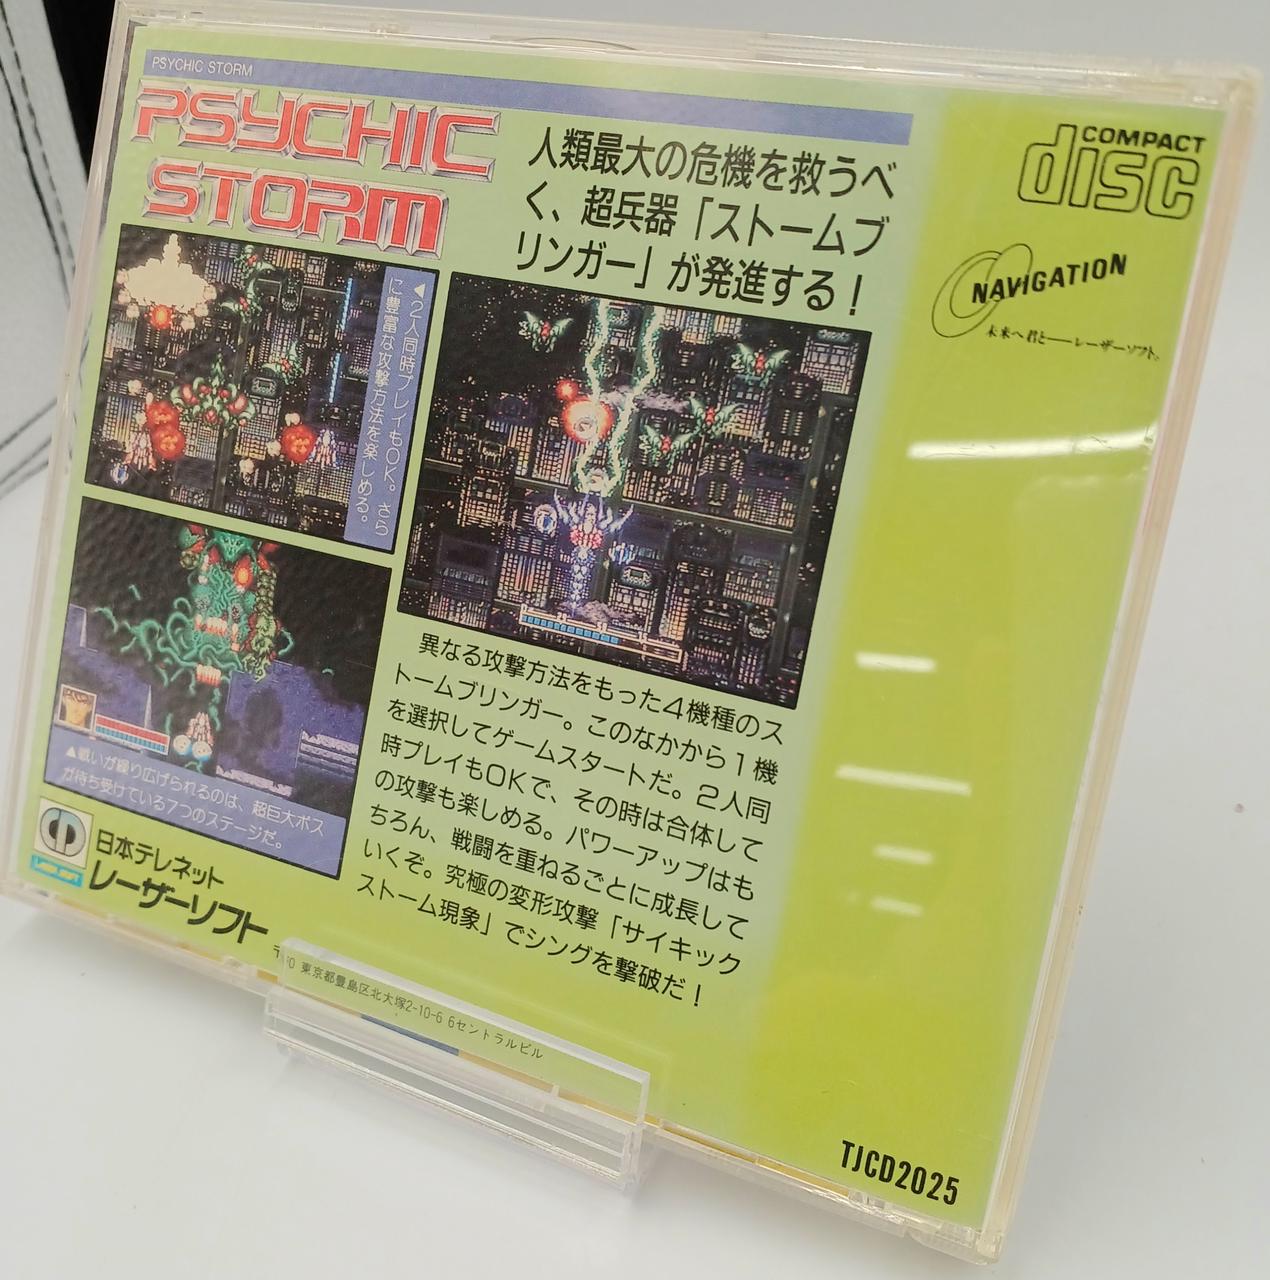 PSYCHIC STORM
PSYCHIC
STORM
人類最大の危機を救うべ
く、超兵器「ストームブ
リンガー」が発進する！
COMPACT
disc
NAVIGATION
未来へ君と――レーザーソフト。
◀2人同時プレイもOK。さら
に豊富な攻撃方法を楽しめる。
▲戦いが繰り広げられるのは、超巨大ボス
が待ち受けている7つのステージだ。
異なる攻撃方法をもった4機種のス
トームブリンガー。このなかから1機
を選択してゲームスタートだ。2人同
時プレイもOKで、その時は合体して
の攻撃も楽しめる。パワーアップはも
ちろん、戦闘を重ねるごとに成長して
いくぞ。究極の変形攻撃「サイキック
ストーム現象」でシングを撃破だ！
日本テレネット
レーザーソフト
東京都豊島区北大塚2-10-6 6セントラルビル
TJCD2025